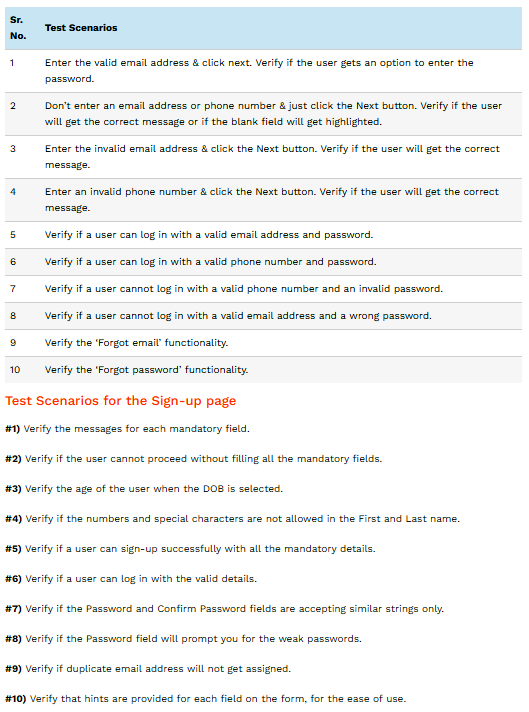 Sr.
No.
Test Scenarios
1
Enter the valid email address & click next. Verify if the user gets an option to enter the
password.
2
Don’t enter an email address or phone number & just click the Next button. Verify if the user
will get the correct message or if the blank field will get highlighted.
3
Enter the invalid email address & click the Next button. Verify if the user will get the correct
message.
4
Enter an invalid phone number & click the Next button. Verify if the user will get the correct
message.
5
Verify if a user can log in with a valid email address and password.
6
Verify if a user can log in with a valid phone number and password.
7
Verify if a user cannot log in with a valid phone number and an invalid password.
8
Verify if a user cannot log in with a valid email address and a wrong password.
9
Verify the ‘Forgot email’ functionality.
10
Verify the ‘Forgot password’ functionality.
Test Scenarios for the Sign-up page
#1) Verify the messages for each mandatory field.
#2) Verify if the user cannot proceed without filling all the mandatory fields.
#3) Verify the age of the user when the DOB is selected.
#4) Verify if the numbers and special characters are not allowed in the First and Last name.
#5) Verify if a user can sign-up successfully with all the mandatory details.
#6) Verify if a user can log in with the valid details.
#7) Verify if the Password and Confirm Password fields are accepting similar strings only.
#8) Verify if the Password field will prompt you for the weak passwords.
#9) Verify if duplicate email address will not get assigned.
#10) Verify that hints are provided for each field on the form, for the ease of use.